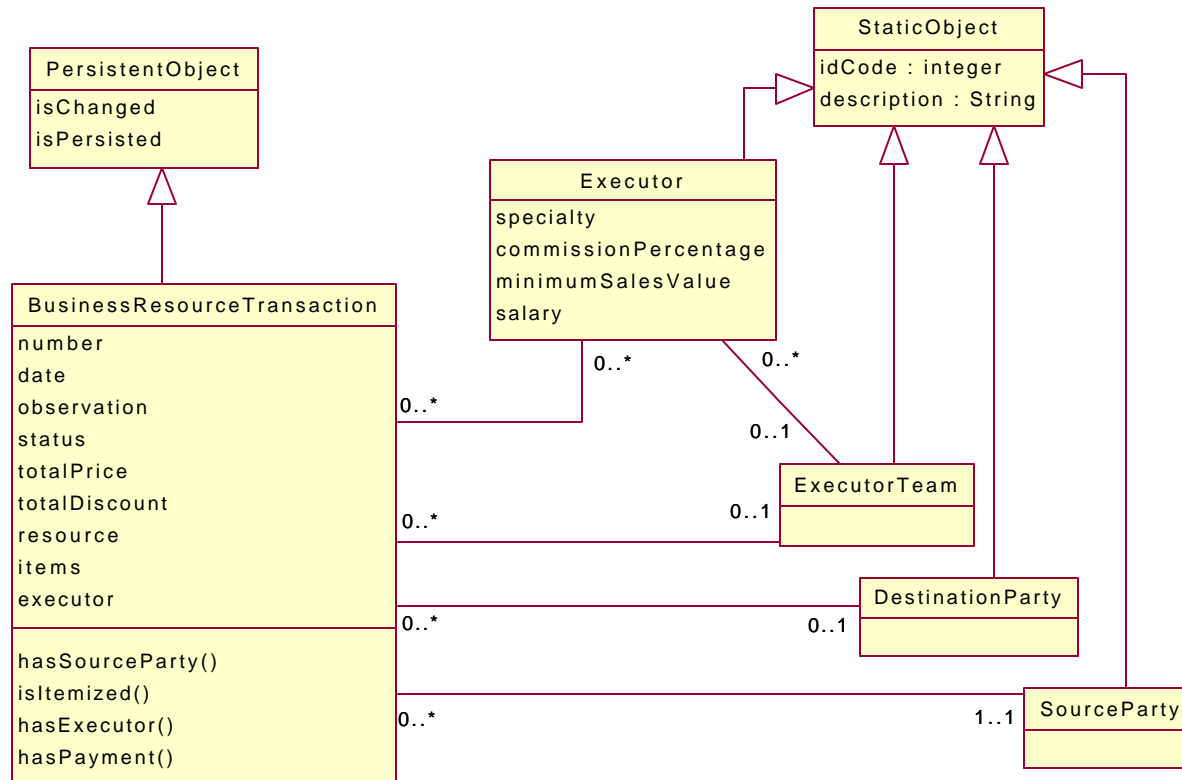 StaticObject
idCode : integer
description : String
PersistentObject
isChanged
isPersisted
Executor
specialty
commissionPercentage
minimumSalesValue
salary
BusinessResourceTransaction
number
date
observation
status
totalPrice
totalDiscount
resource
items
executor
hasSourceParty()
isItemized()
hasExecutor()
hasPayment()
0..*
0..*
0..*
0..1
ExecutorTeam
0..*
0..1
DestinationParty
0..*
0..1
SourceParty
0..*
1..1